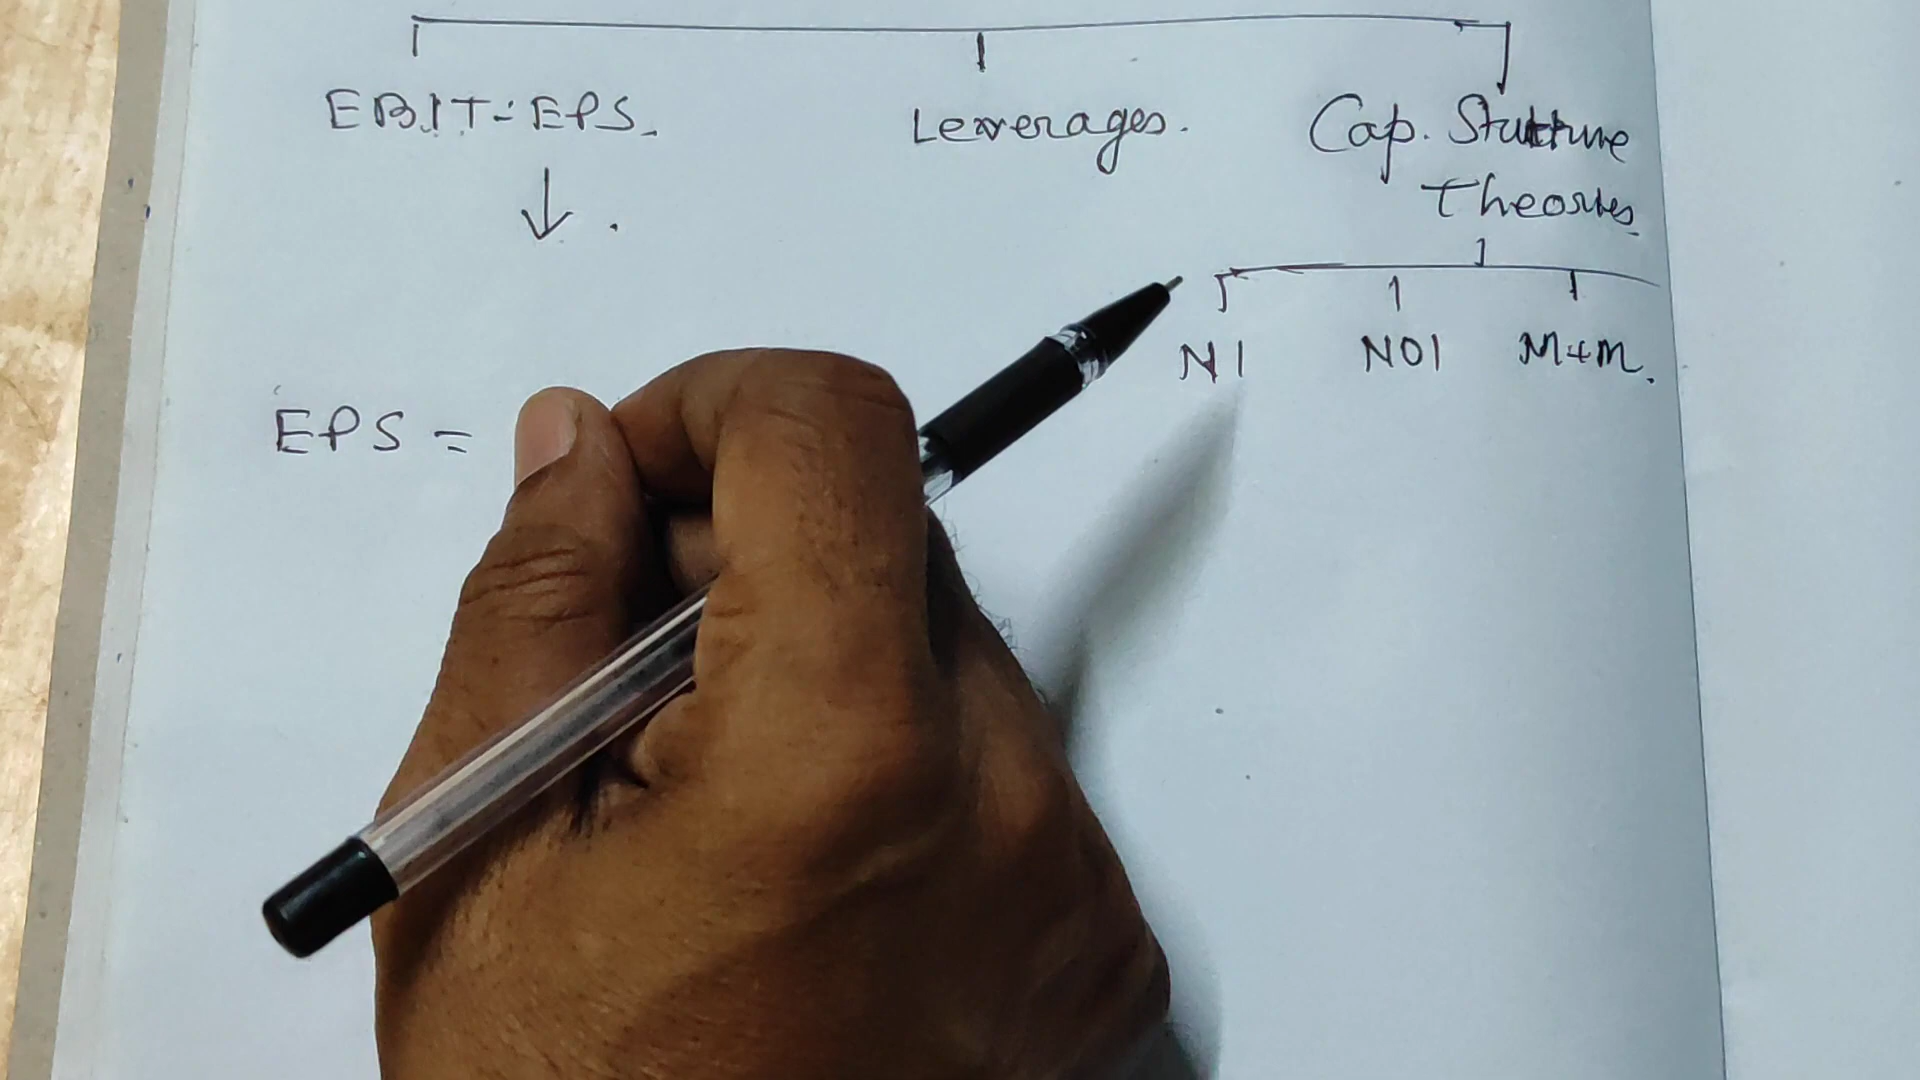 EBIT-EPS.
Leverages.
Cap. Structure
Theories
NI
NOI
M+M.
EPS =